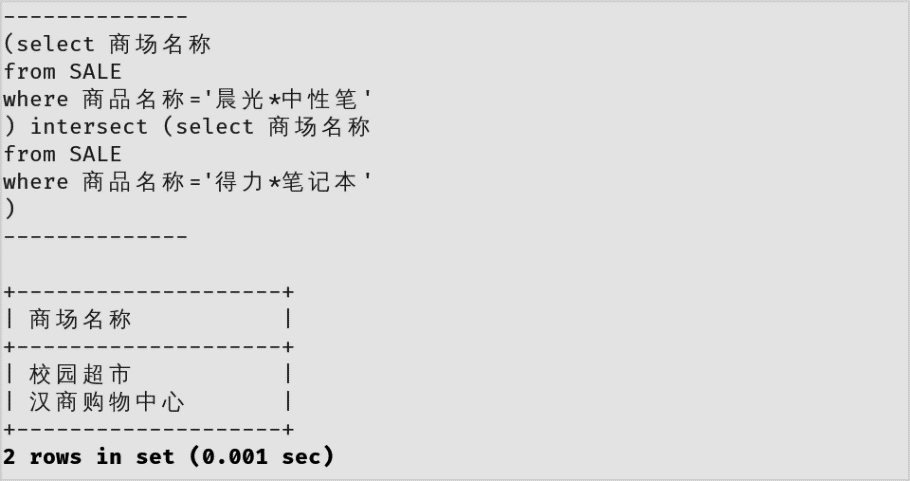 --------------
(select 商场名称
from SALE
where 商品名称='晨光*中性笔'
) intersect (select 商场名称
from SALE
where 商品名称='得力*笔记本'
)
--------------

+--------------------+
| 商场名称            |
+--------------------+
| 校园超市            |
| 汉商购物中心        |
+--------------------+
2 rows in set (0.001 sec)